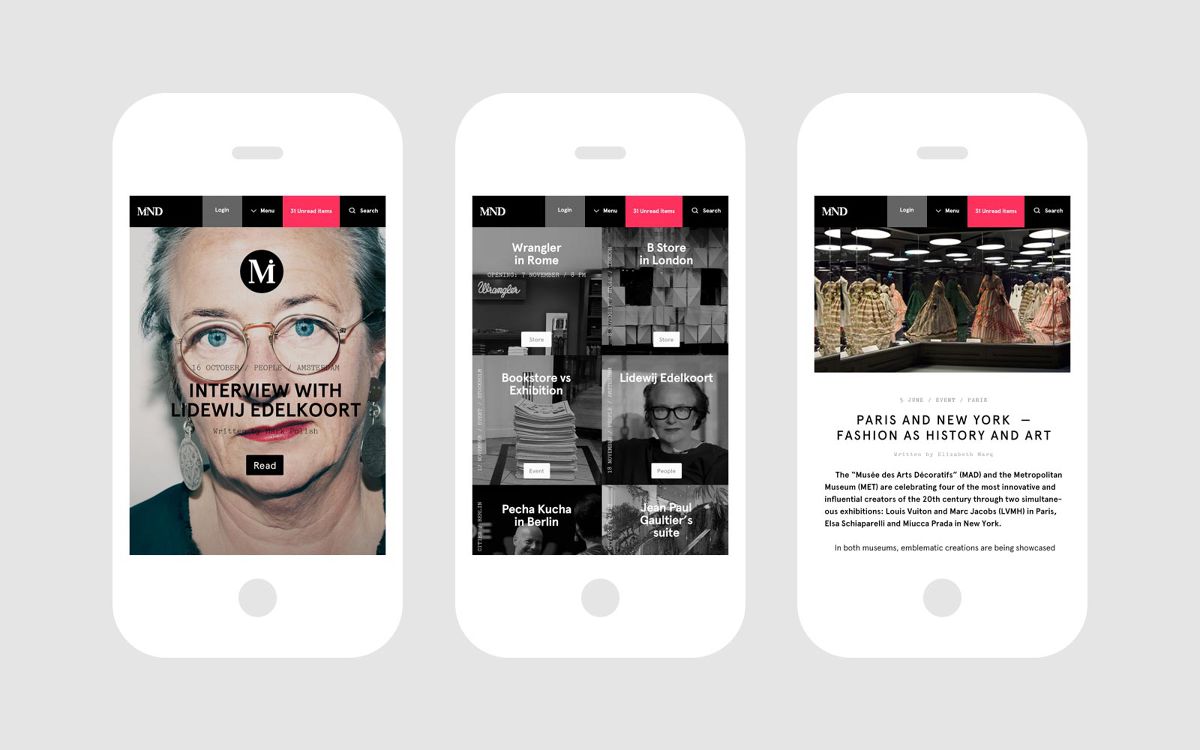 MND
Login
Menu
31 Unread items
Search
Mi
16 OCTOBER / PEOPLE / AMSTERDAM
INTERVIEW WITH
LIDEWIJ EDELKOORT
Written by Mark Polish
Read
MND
Login
Menu
31 Unread items
Search
Wrangler
in Rome
OPENING: 7 NOVEMBER / 8 PM
Wrangler
Store
B Store
in London
Store
Bookstore vs
Exhibition
12 NOVEMBER / EVENT / STOCKHOLM
Event
Lidewij Edelkoort
18 NOVEMBER / PEOPLE / AMSTERDAM
People
Pecha Kucha
in Berlin
Jean Paul
Gaultier's
suite
MND
Login
Menu
31 Unread items
Search
5 JUNE / EVENT / PARIS
PARIS AND NEW YORK —
FASHION AS HISTORY AND ART
Written by Elizabeth Marq
The “Musée des Arts Décoratifs” (MAD) and the Metropolitan
Museum (MET) are celebrating four of the most innovative and
influential creators of the 20th century through two simultane-
ous exhibitions: Louis Vuiton and Marc Jacobs (LVMH) in Paris,
Elsa Schiaparelli and Miucca Prada in New York.
In both museums, emblematic creations are being showcased